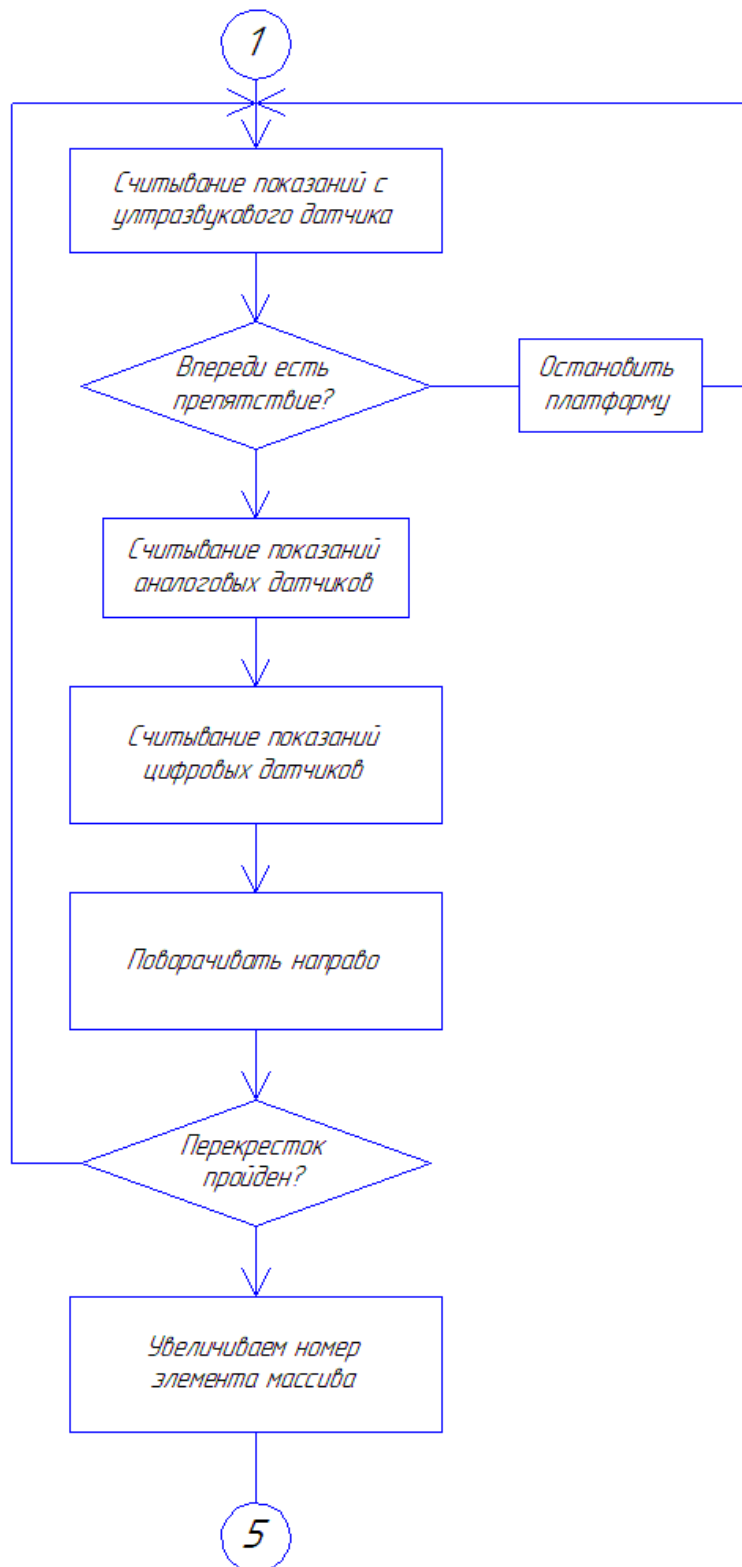 1
Считывание показаний с
ултразвукового датчика
Впереди есть
препятствие?
Остановить
платформу
Считывание показаний
аналоговых датчиков
Считывание показаний
цифровых датчиков
Поворачивать направо
Перекресток
пройден?
Увеличиваем номер
элемента массива
5